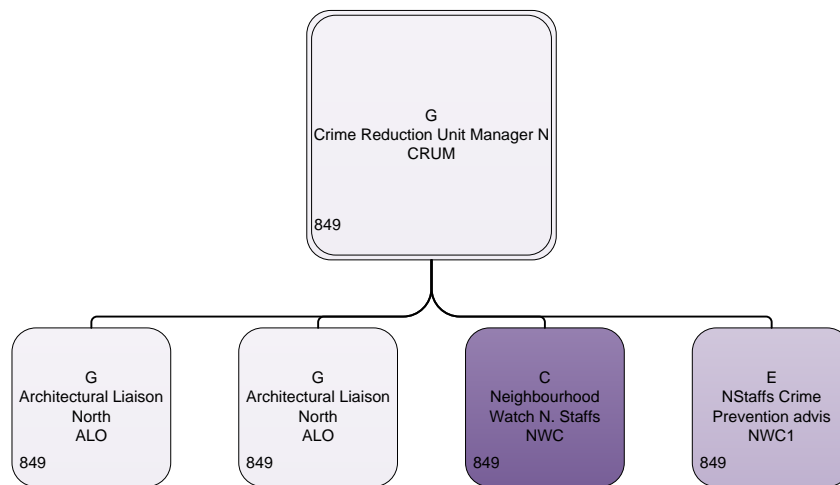 G
Crime Reduction Unit Manager N
CRUM
849
G
Architectural Liaison
North
ALO
849
G
Architectural Liaison
North
ALO
849
C
Neighbourhood
Watch N. Staffs
NWC
849
E
NStaffs Crime
Prevention advis
NWC1
849